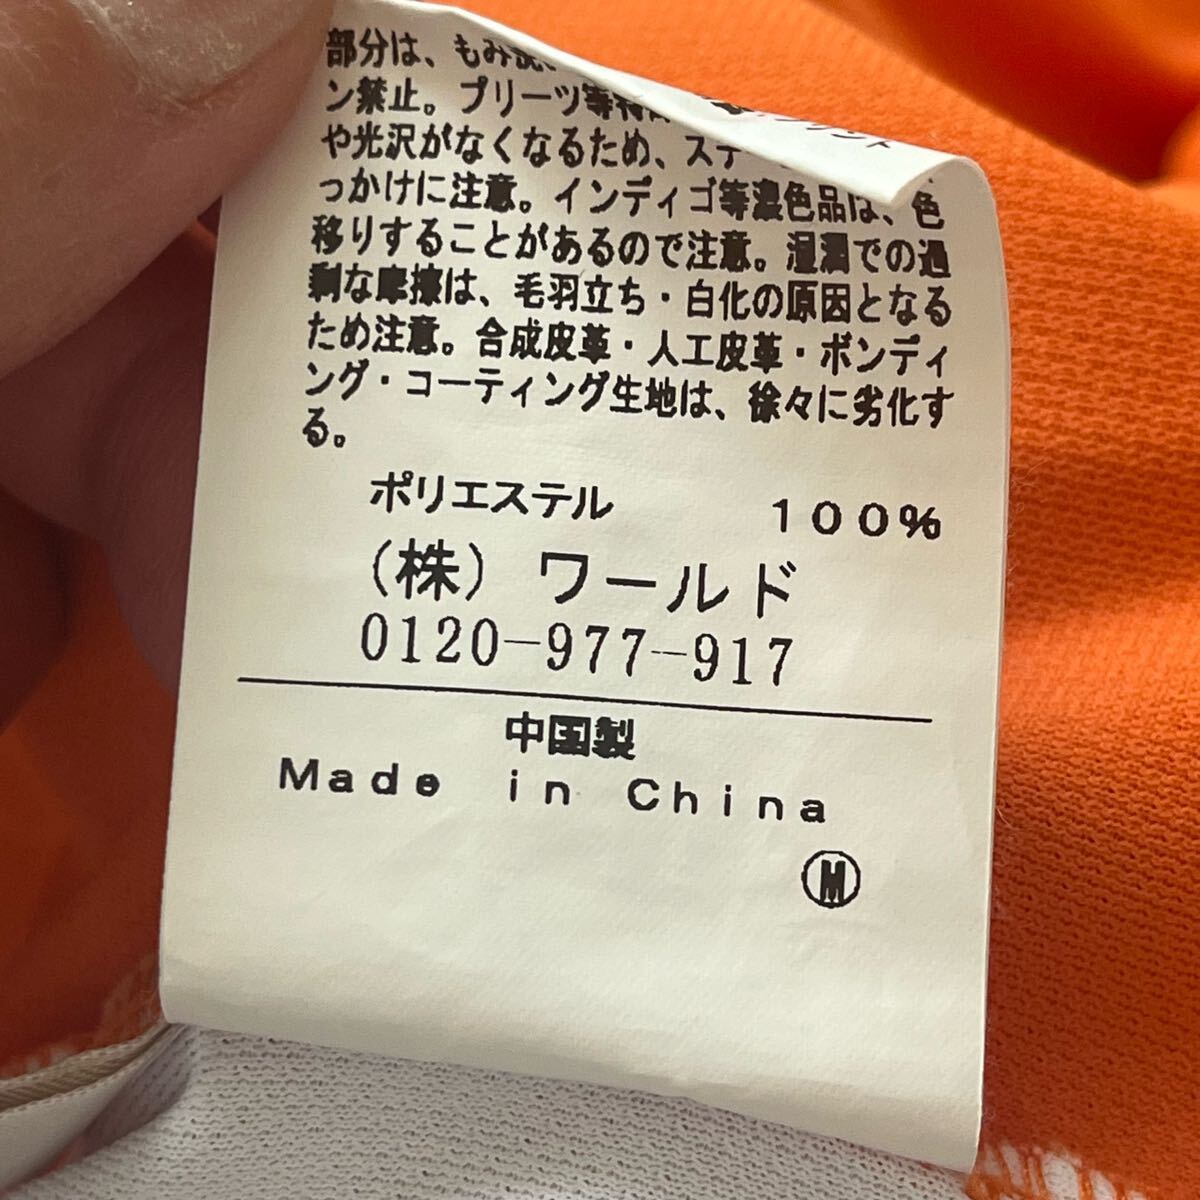 部分は、もみ洗い
ン禁止。プリーツ等特
や光沢がなくなるため、ス
っかけに注意。インディゴ等濃色品は、色
移りすることがあるので注意。湿潤での過
剰な摩擦は、毛羽立ち・白化の原因となる
ため注意。合成皮革・人工皮革・ボンディ
ング・コーティング生地は、徐々に劣化す
る。
ポリエステル 100%
(株) ワールド
0120-977-917
中国製
Made in China
M